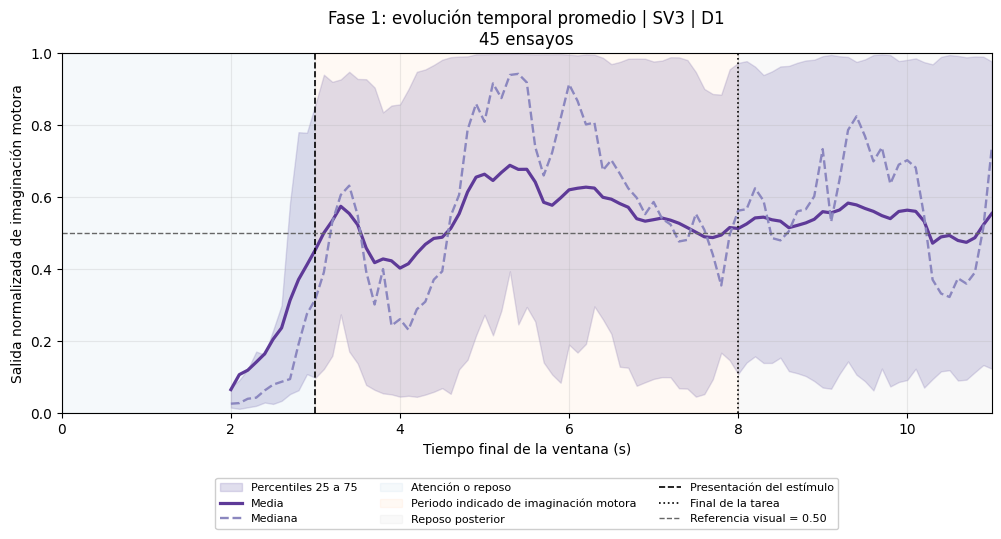 Fase 1: evolución temporal promedio | SV3 | D1
45 ensayos
Salida normalizada de imaginación motora
1.0
0.8
0.6
0.4
0.2
0.0
0 2 4 6 8 10
Tiempo final de la ventana (s)
Percentiles 25 a 75
Media
Mediana
Atención o reposo
Periodo indicado de imaginación motora
Reposo posterior
Presentación del estímulo
Final de la tarea
Referencia visual = 0.50